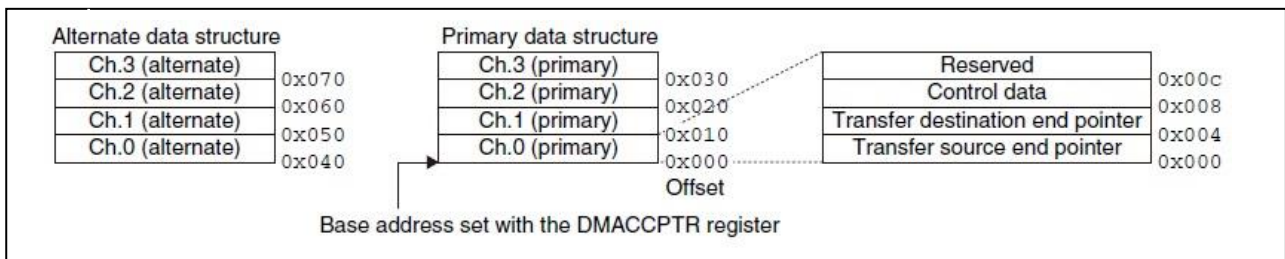 Alternate data structure
Ch.3 (alternate)
0x070
Ch.2 (alternate)
0x060
Ch.1 (alternate)
0x050
Ch.0 (alternate)
0x040
Primary data structure
Ch.3 (primary)
0x030
Ch.2 (primary)
0x020
Ch.1 (primary)
0x010
Ch.0 (primary)
0x000
Offset
Reserved
0x00c
Control data
0x008
Transfer destination end pointer
0x004
Transfer source end pointer
0x000
Base address set with the DMACCPTR register